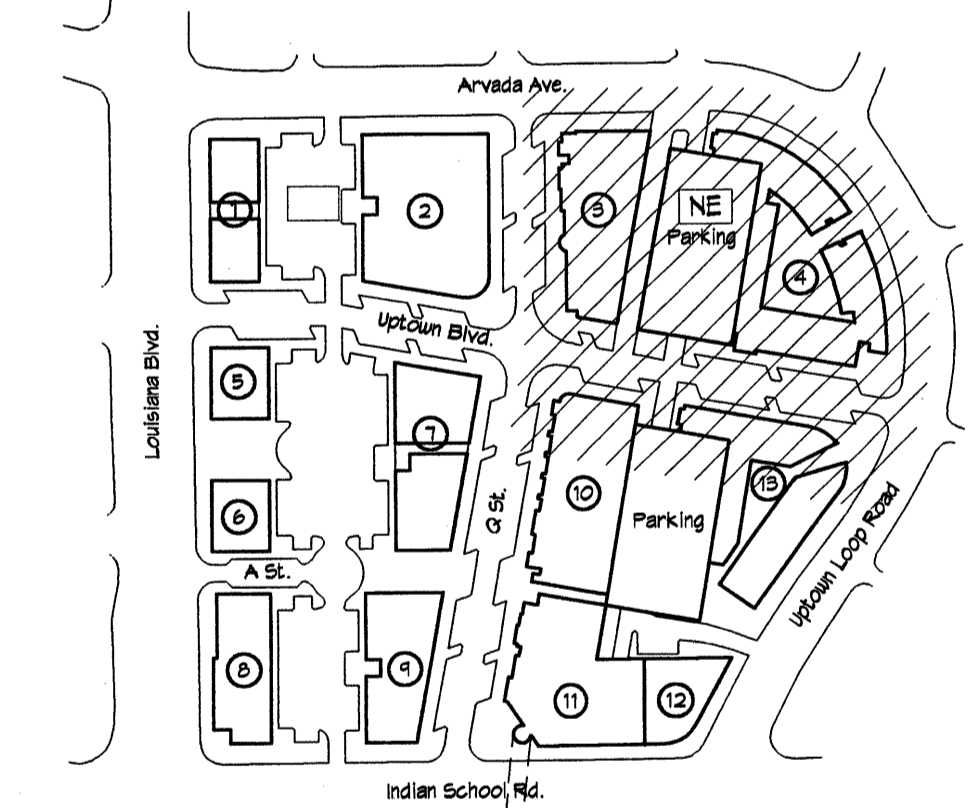 Arvada Ave.
1
2
3
NE
Parking
4
Uptown Blvd.
Louisiana Blvd.
5
7
6
Q St.
10
Parking
13
Uptown Loop Road
A St.
8
9
11
12
Indian School Rd.